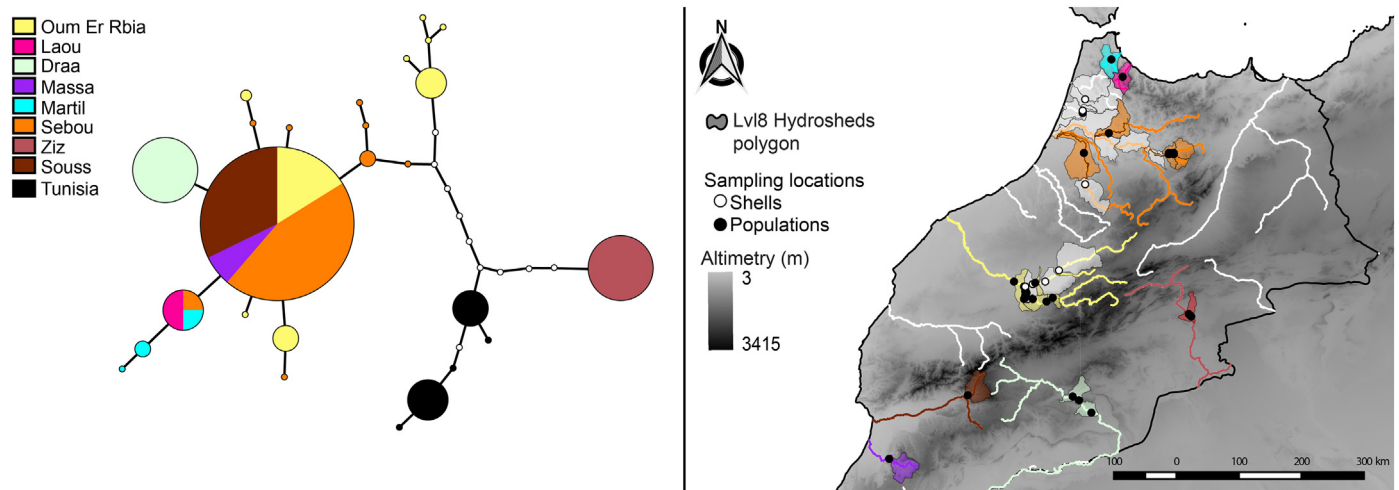 Oum Er Rbia
Laou
Draa
Massa
Martil
Sebou
Ziz
Souss
Tunisia
N
Lvl8 Hydrosheds
polygon
Sampling locations
Shells
Populations
Altimetry (m)
3
3415
100 0 100 200 300 km